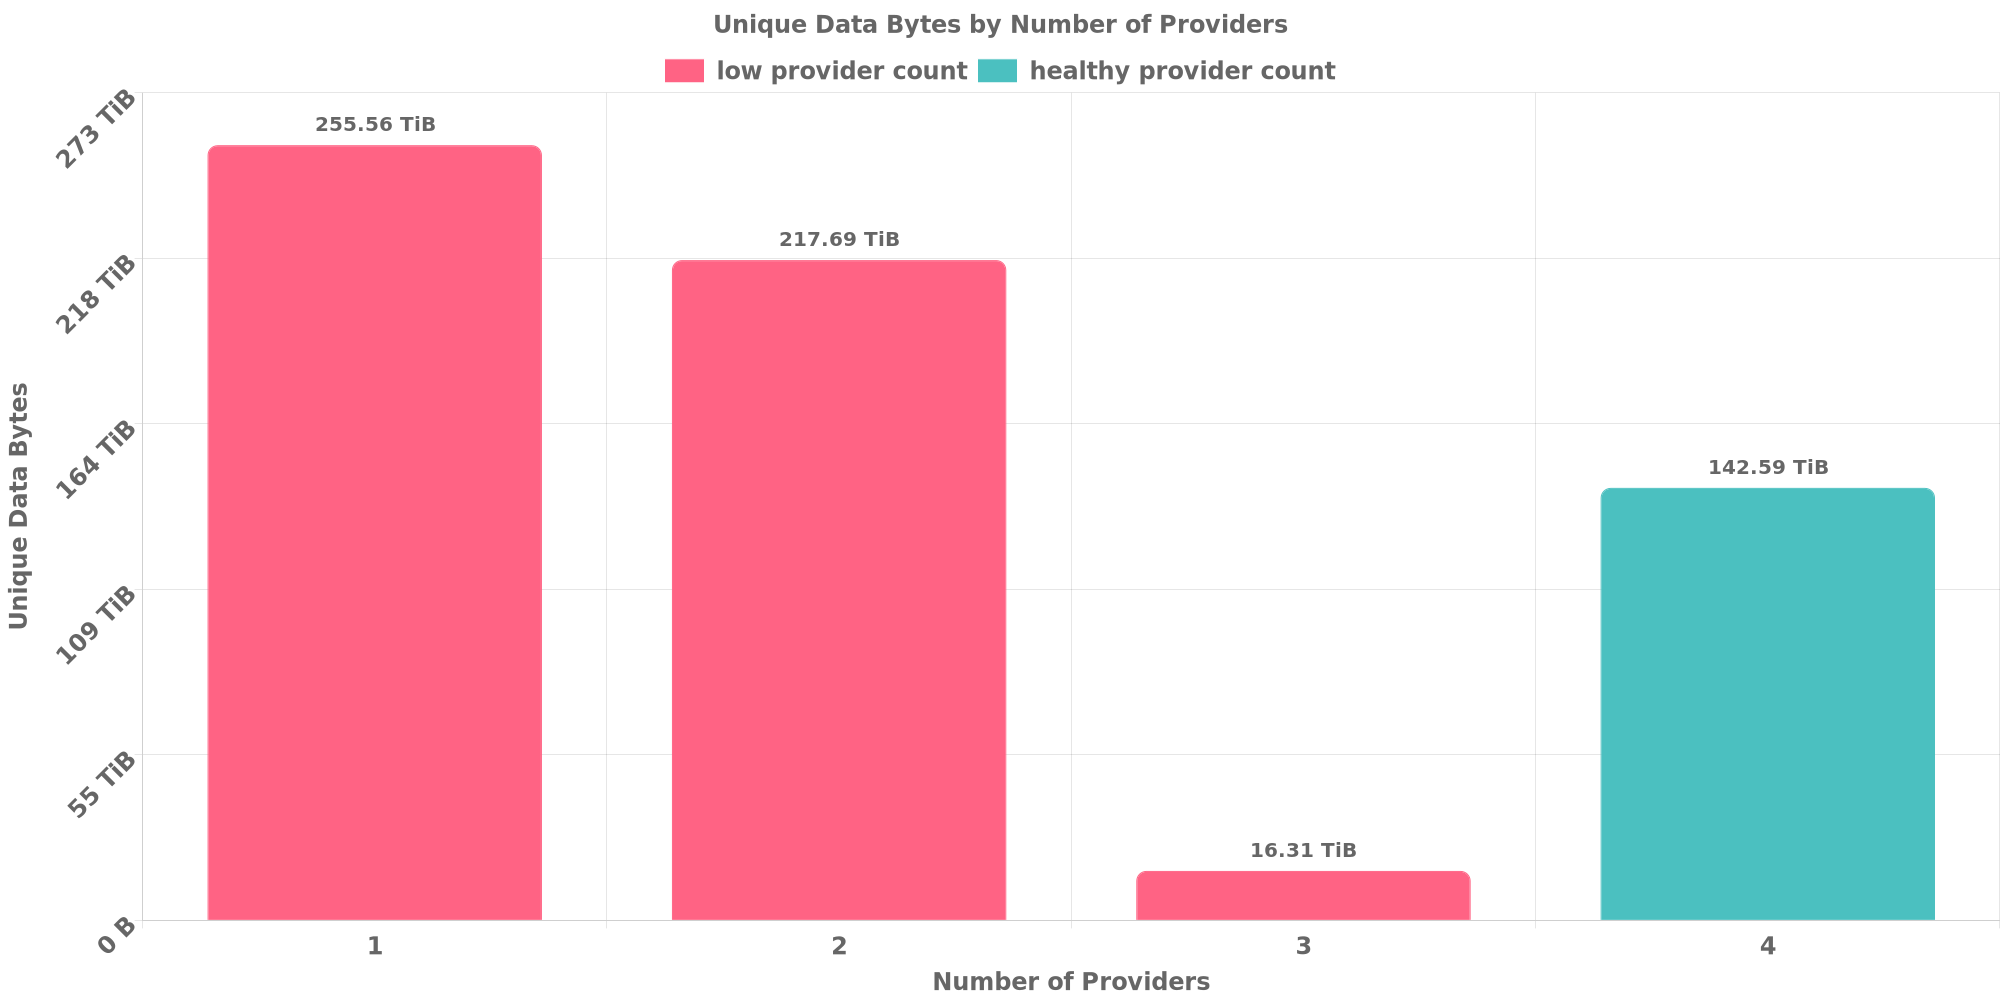 Unique Data Bytes by Number of Providers
low provider count healthy provider count
273 TiB
218 TiB
164 TiB
109 TiB
55 TiB
0 B
Unique Data Bytes
255.56 TiB
217.69 TiB
16.31 TiB
142.59 TiB
1 2 3 4
Number of Providers